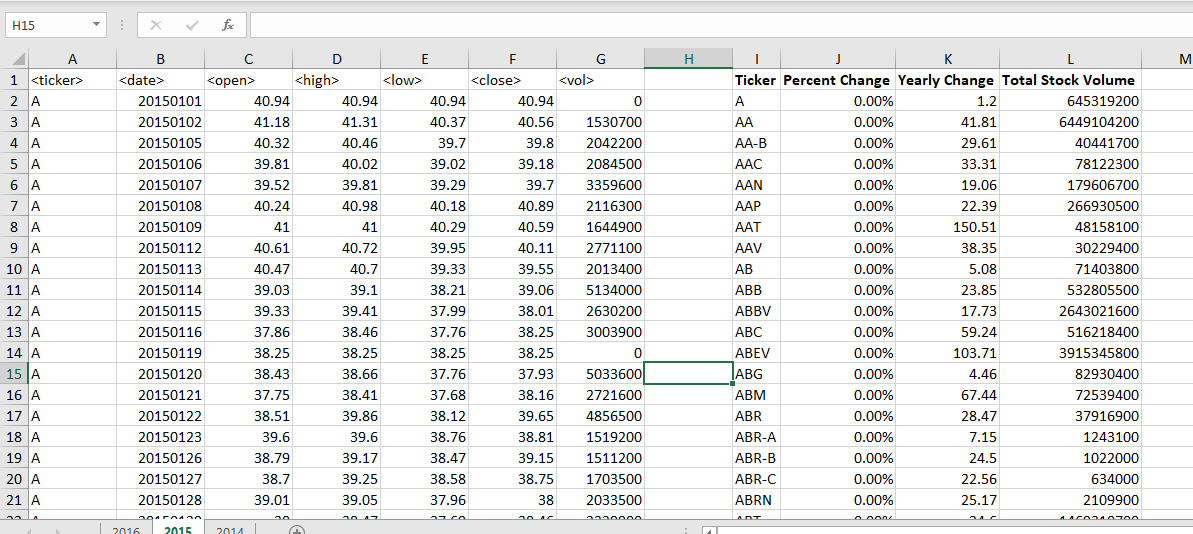 H15 fx
A B C D E F G H I J K L M
1 <ticker> <date> <open> <high> <low> <close> <vol> Ticker Percent Change Yearly Change Total Stock Volume
2 A 20150101 40.94 40.94 40.94 40.94 0 A 0.00% 1.2 645319200
3 A 20150102 41.18 41.31 40.37 40.56 1530700 AA 0.00% 41.81 6449104200
4 A 20150105 40.32 40.46 39.7 39.8 2042200 AA-B 0.00% 29.61 40441700
5 A 20150106 39.81 40.02 39.02 39.18 2084500 AAC 0.00% 33.31 78122300
6 A 20150107 39.52 39.81 39.29 39.7 3359600 AAN 0.00% 19.06 179606700
7 A 20150108 40.24 40.98 40.18 40.89 2116300 AAP 0.00% 22.39 266930500
8 A 20150109 41 41 40.29 40.59 1644900 AAT 0.00% 150.51 48158100
9 A 20150112 40.61 40.72 39.95 40.11 2771100 AAV 0.00% 38.35 30229400
10 A 20150113 40.47 40.7 39.33 39.55 2013400 AB 0.00% 5.08 71403800
11 A 20150114 39.03 39.1 38.21 39.06 5134000 ABB 0.00% 23.85 532805500
12 A 20150115 39.33 39.41 37.99 38.01 2630200 ABBV 0.00% 17.73 2643021600
13 A 20150116 37.86 38.46 37.76 38.25 3003900 ABC 0.00% 59.24 516218400
14 A 20150119 38.25 38.25 38.25 38.25 0 ABEV 0.00% 103.71 3915345800
15 A 20150120 38.43 38.66 37.76 37.93 5033600 ABG 0.00% 4.46 82930400
16 A 20150121 37.75 38.41 37.68 38.16 2721600 ABM 0.00% 67.44 72539400
17 A 20150122 38.51 39.86 38.12 39.65 4856500 ABR 0.00% 28.47 37916900
18 A 20150123 39.6 39.6 38.76 38.81 1519200 ABR-A 0.00% 7.15 1243100
19 A 20150126 38.79 39.17 38.47 39.15 1511200 ABR-B 0.00% 24.5 1022000
20 A 20150127 38.7 39.25 38.58 38.75 1703500 ABR-C 0.00% 22.56 634000
21 A 20150128 39.01 39.05 37.96 38 2033500 ABRN 0.00% 25.17 2109900
2016 2015 2014